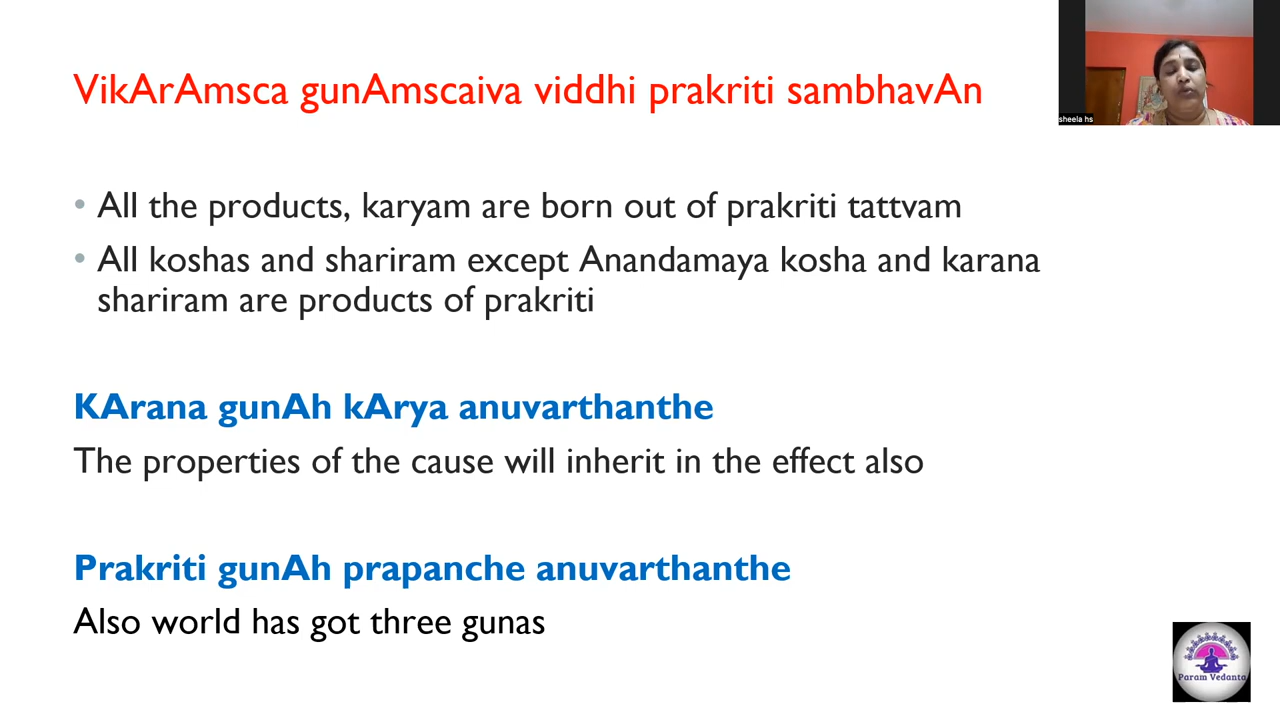 VikArAmsca gunAmscaiva viddhi prakriti sambhavAn
sheela hs
• All the products, karyam are born out of prakriti tattvam
• All koshas and shariram except Anandamaya kosha and karana
shariram are products of prakriti
KArana gunAh kArya anuvarthanthe
The properties of the cause will inherit in the effect also
Prakriti gunAh prapanche anuvarthanthe
Also world has got three gunas
Param Vedanta